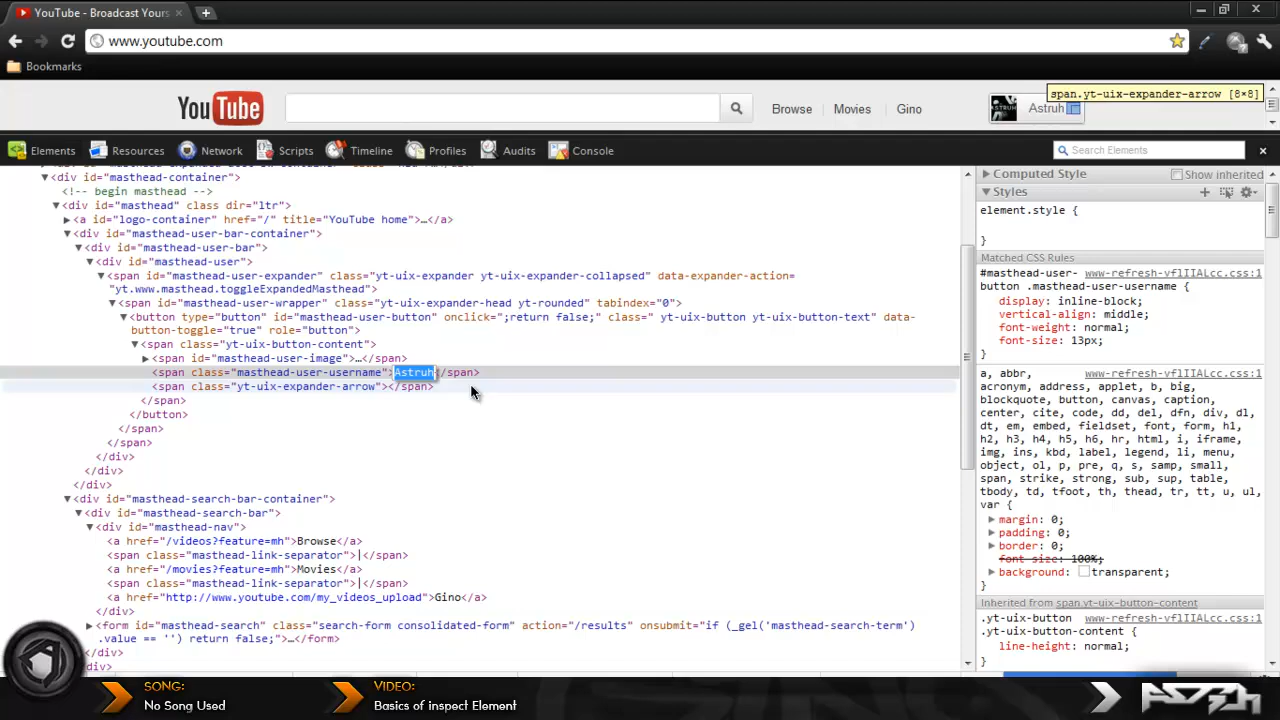 YouTube - Broadcast Yours
www.youtube.com
Bookmarks
YouTube
Browse
Movies
Gino
Astruh
span.yt-uix-expander-arrow [8×8]
Elements
Resources
Network
Scripts
Timeline
Profiles
Audits
Console
Search Elements
▼<div id="masthead-container">
<!-- begin masthead -->
▼<div id="masthead" class dir="ltr">
▶<a id="logo-container" href="/" title="YouTube home">…</a>
▼<div id="masthead-user-bar-container">
▼<div id="masthead-user-bar">
▼<div id="masthead-user">
▼<span id="masthead-user-expander" class="yt-uix-expander yt-uix-expander-collapsed" data-expander-action=
"yt.www.masthead.toggleExpandedMasthead">
▼<span id="masthead-user-wrapper" class="yt-uix-expander-head yt-rounded" tabindex="0">
▼<button type="button" id="masthead-user-button" onclick=";return false;" class=" yt-uix-button yt-uix-button-text" data-
button-toggle="true" role="button">
▼<span class="yt-uix-button-content">
▶<span id="masthead-user-image">…</span>
<span class="masthead-user-username">Astruh</span>
<span class="yt-uix-expander-arrow"></span>
</span>
</button>
</span>
</span>
</div>
</div>
</div>
▼<div id="masthead-search-bar-container">
▼<div id="masthead-search-bar">
▼<div id="masthead-nav">
<a href="/videos?feature=mh">Browse</a>
<span class="masthead-link-separator">|</span>
<a href="/movies?feature=mh">Movies</a>
<span class="masthead-link-separator">|</span>
<a href="http://www.youtube.com/my_videos_upload">Gino</a>
</div>
▶<form id="masthead-search" class="search-form consolidated-form" action="/results" onsubmit="if (_gel('masthead-search-term')
.value == '') return false;">…</form>
</div>
▶ Computed Style
Show inherited
▼ Styles
element.style {
}
Matched CSS Rules
#masthead-user-
www-refresh-vflIIALcc.css:1
button .masthead-user-username {
display: inline-block;
vertical-align: middle;
font-weight: normal;
font-size: 13px;
}
a, abbr,
www-refresh-vflIIALcc.css:1
acronym, address, applet, b, big,
blockquote, button, canvas, caption,
center, cite, code, dd, del, dfn, div, dl,
dt, em, embed, fieldset, font, form, h1,
h2, h3, h4, h5, h6, hr, html, i, iframe,
img, ins, kbd, label, legend, li, menu,
object, ol, p, pre, q, s, samp, small,
span, strike, strong, sub, sup, table,
tbody, td, tfoot, th, thead, tr, tt, u, ul,
var {
▶ margin: 0;
▶ padding: 0;
▶ border: 0;
font-size: 100%;
▶ background: transparent;
}
Inherited from span.yt-uix-button-content
.yt-uix-button
www-refresh-vflIIALcc.css:1
.yt-uix-button-content {
line-height: normal;
}
SONG:
No Song Used
VIDEO:
Basics of inspect Element